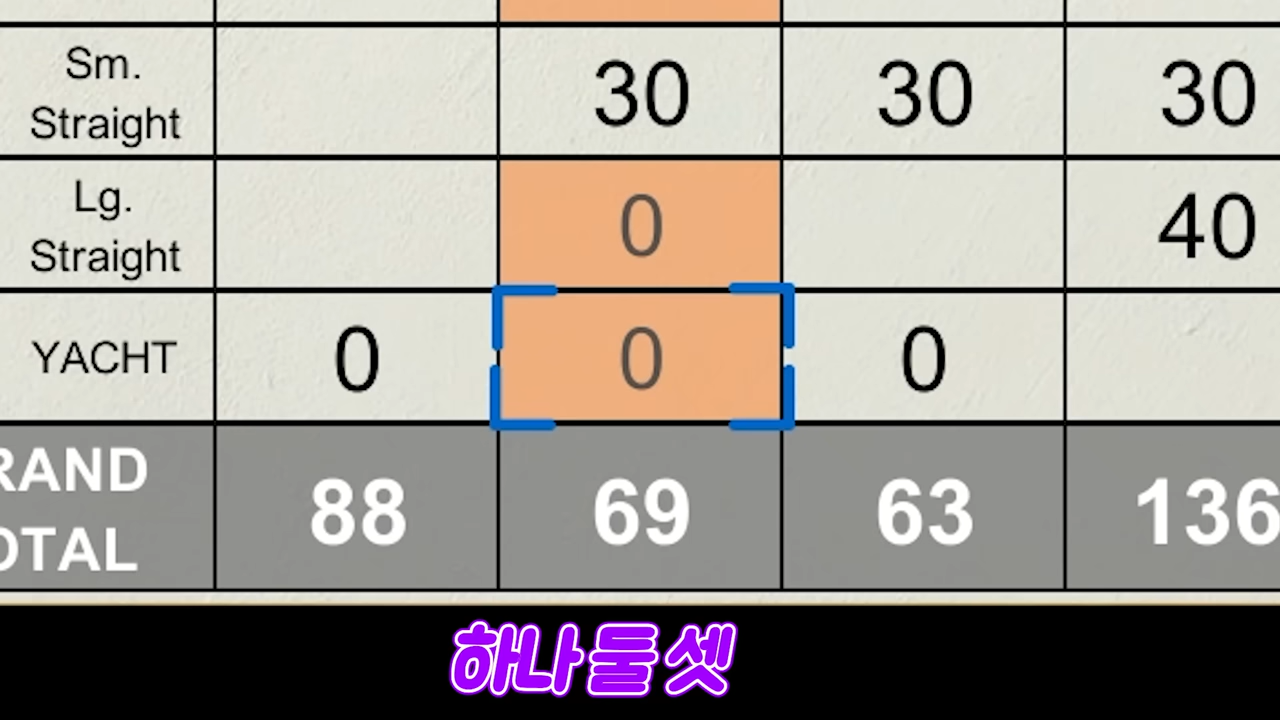 Sm.
Straight
30 30 30
Lg.
Straight
0 40
YACHT 0 0 0
RAND
OTAL
88 69 63 136
하나 둘 셋